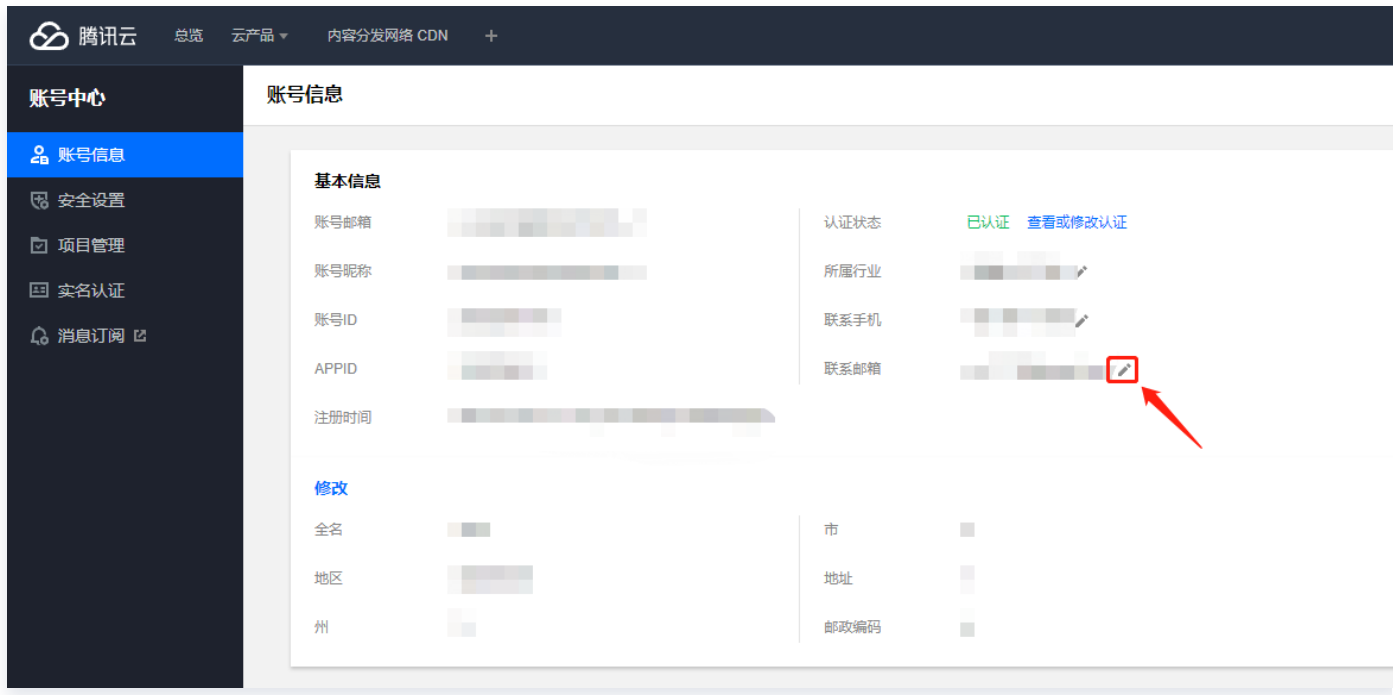 腾讯云 总览 云产品 内容分发网络 CDN +
账号中心
账号信息
安全设置
项目管理
实名认证
消息订阅
账号信息
基本信息
账号邮箱
账号昵称
账号ID
APPID
注册时间
认证状态 已认证 查看或修改认证
所属行业
联系手机
联系邮箱
修改
全名
地区
州
市
地址
邮政编码